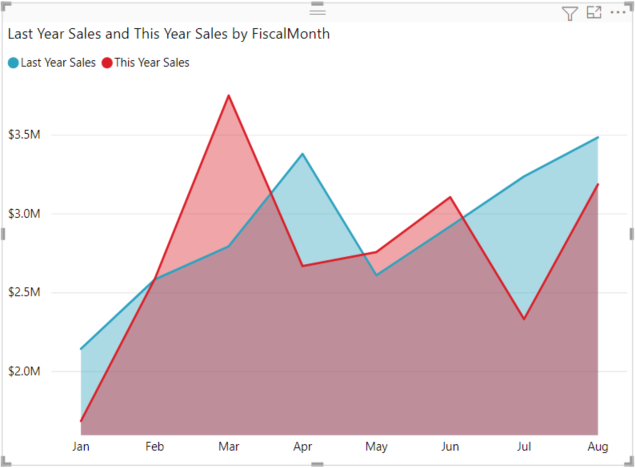 Last Year Sales and This Year Sales by FiscalMonth
Last Year Sales This Year Sales
$3.5M
$3.0M
$2.5M
$2.0M
Jan Feb Mar Apr May Jun Jul Aug